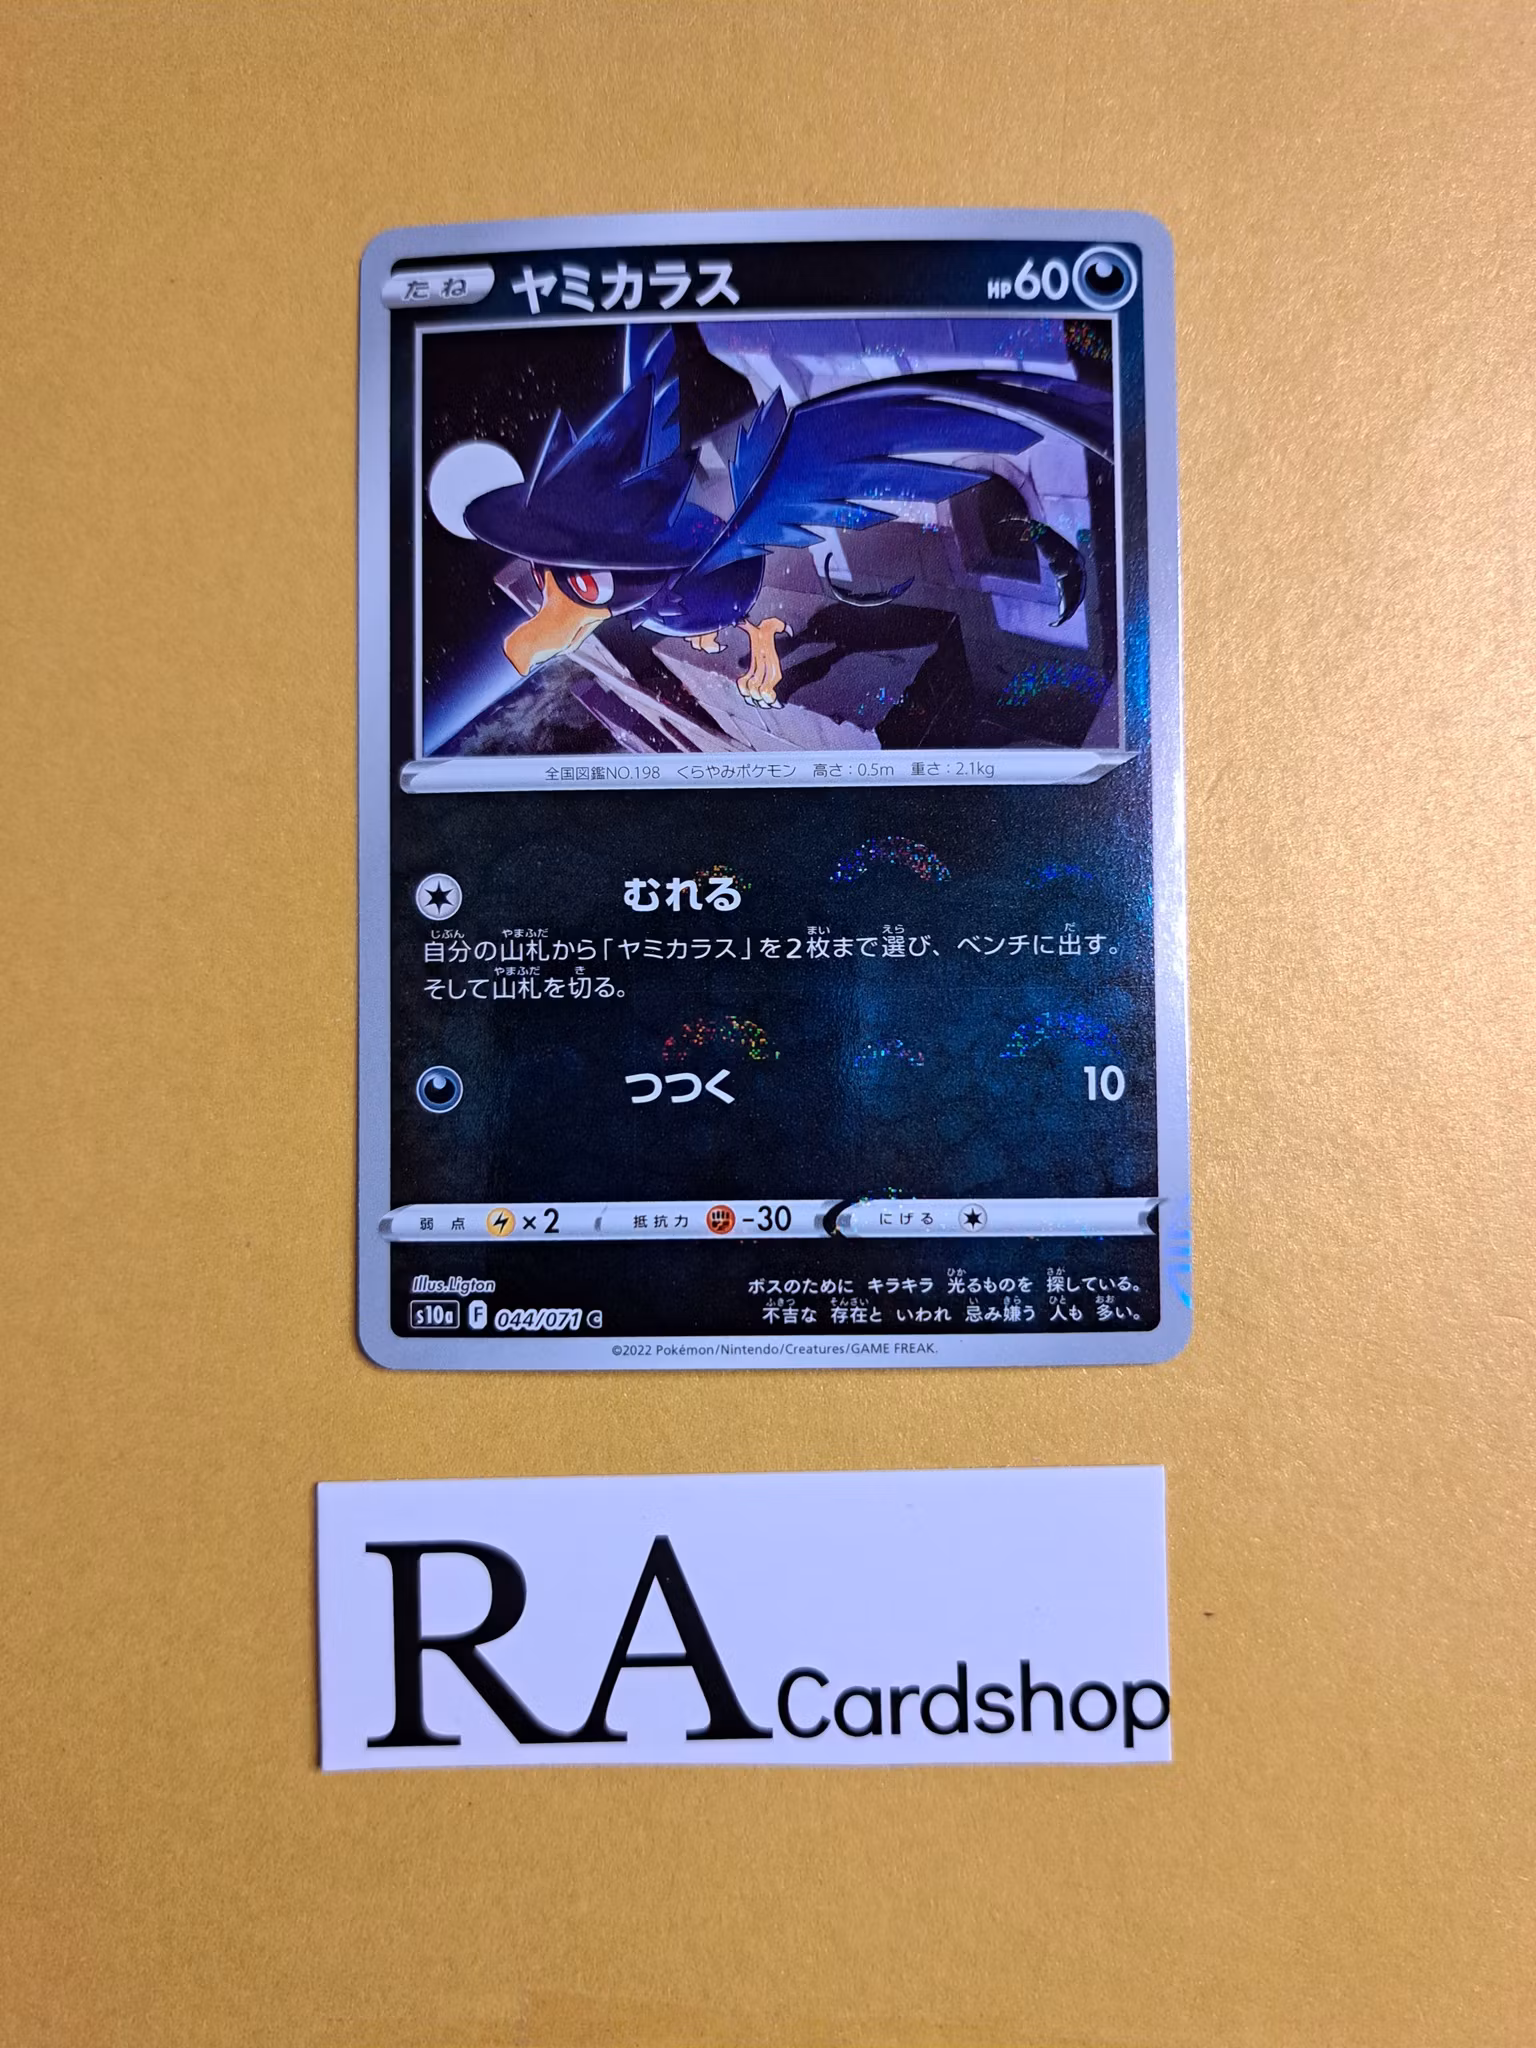 たね ヤミカラス HP60
全国図鑑NO.198 くらやみポケモン 高さ：0.5m 重さ：2.1kg
むれる
自分の山札から「ヤミカラス」を2枚まで選び、ベンチに出す。
そして山札を切る。
つつく 10
弱点 ×2 抵抗力 -30 にげる
Illus.Ligton
ボスのために キラキラ 光るものを 探している。
不吉な 存在と いわれ 忌み嫌う 人も 多い。
s10a F 044/071 C
©2022 Pokémon/Nintendo/Creatures/GAME FREAK.
RA Cardshop